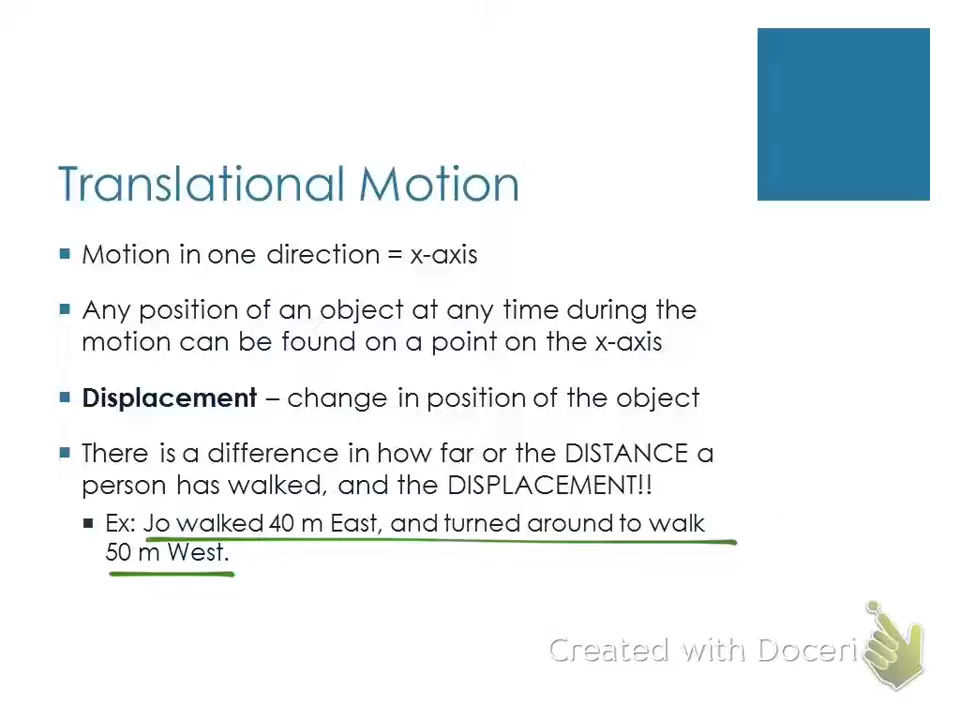 Translational Motion
Motion in one direction = x-axis
Any position of an object at any time during the
motion can be found on a point on the x-axis
Displacement – change in position of the object
There is a difference in how far or the DISTANCE a
person has walked, and the DISPLACEMENT!!
Ex: Jo walked 40 m East, and turned around to walk
50 m West.
Created with Doceri